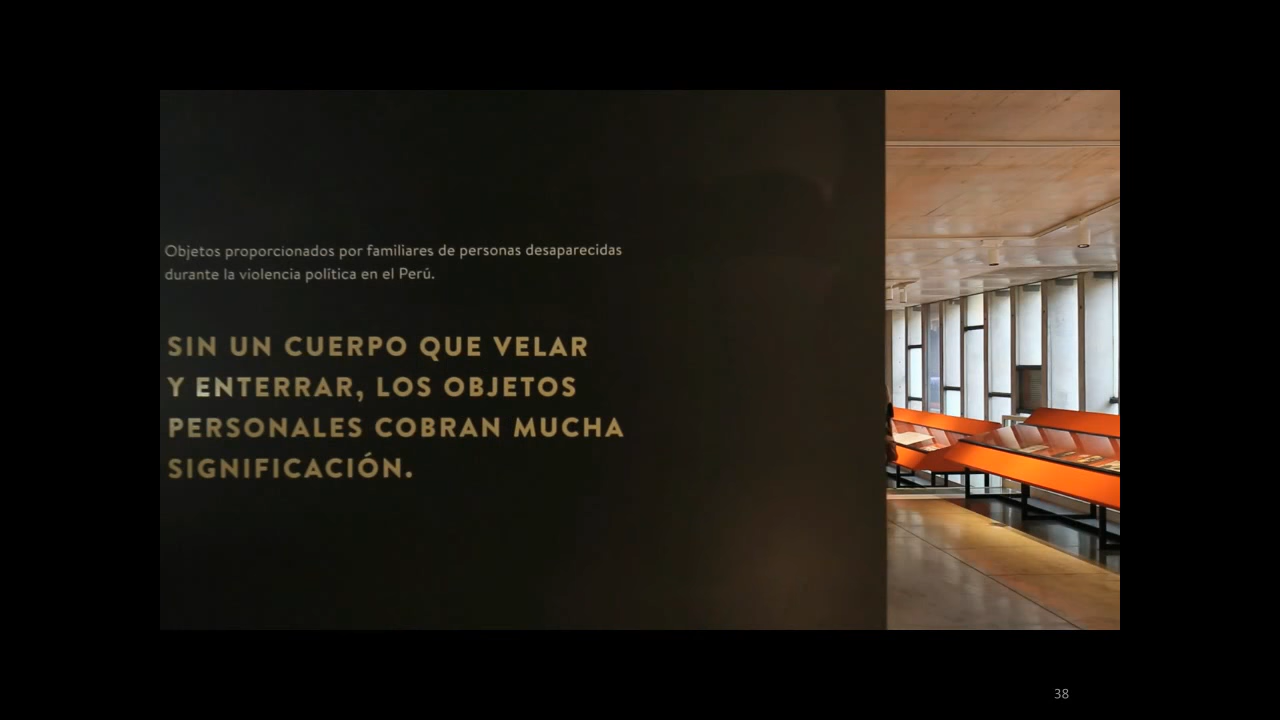 Objetos proporcionados por familiares de personas desaparecidas
durante la violencia política en el Perú.
SIN UN CUERPO QUE VELAR
Y ENTERRAR, LOS OBJETOS
PERSONALES COBRAN MUCHA
SIGNIFICACIÓN.
38